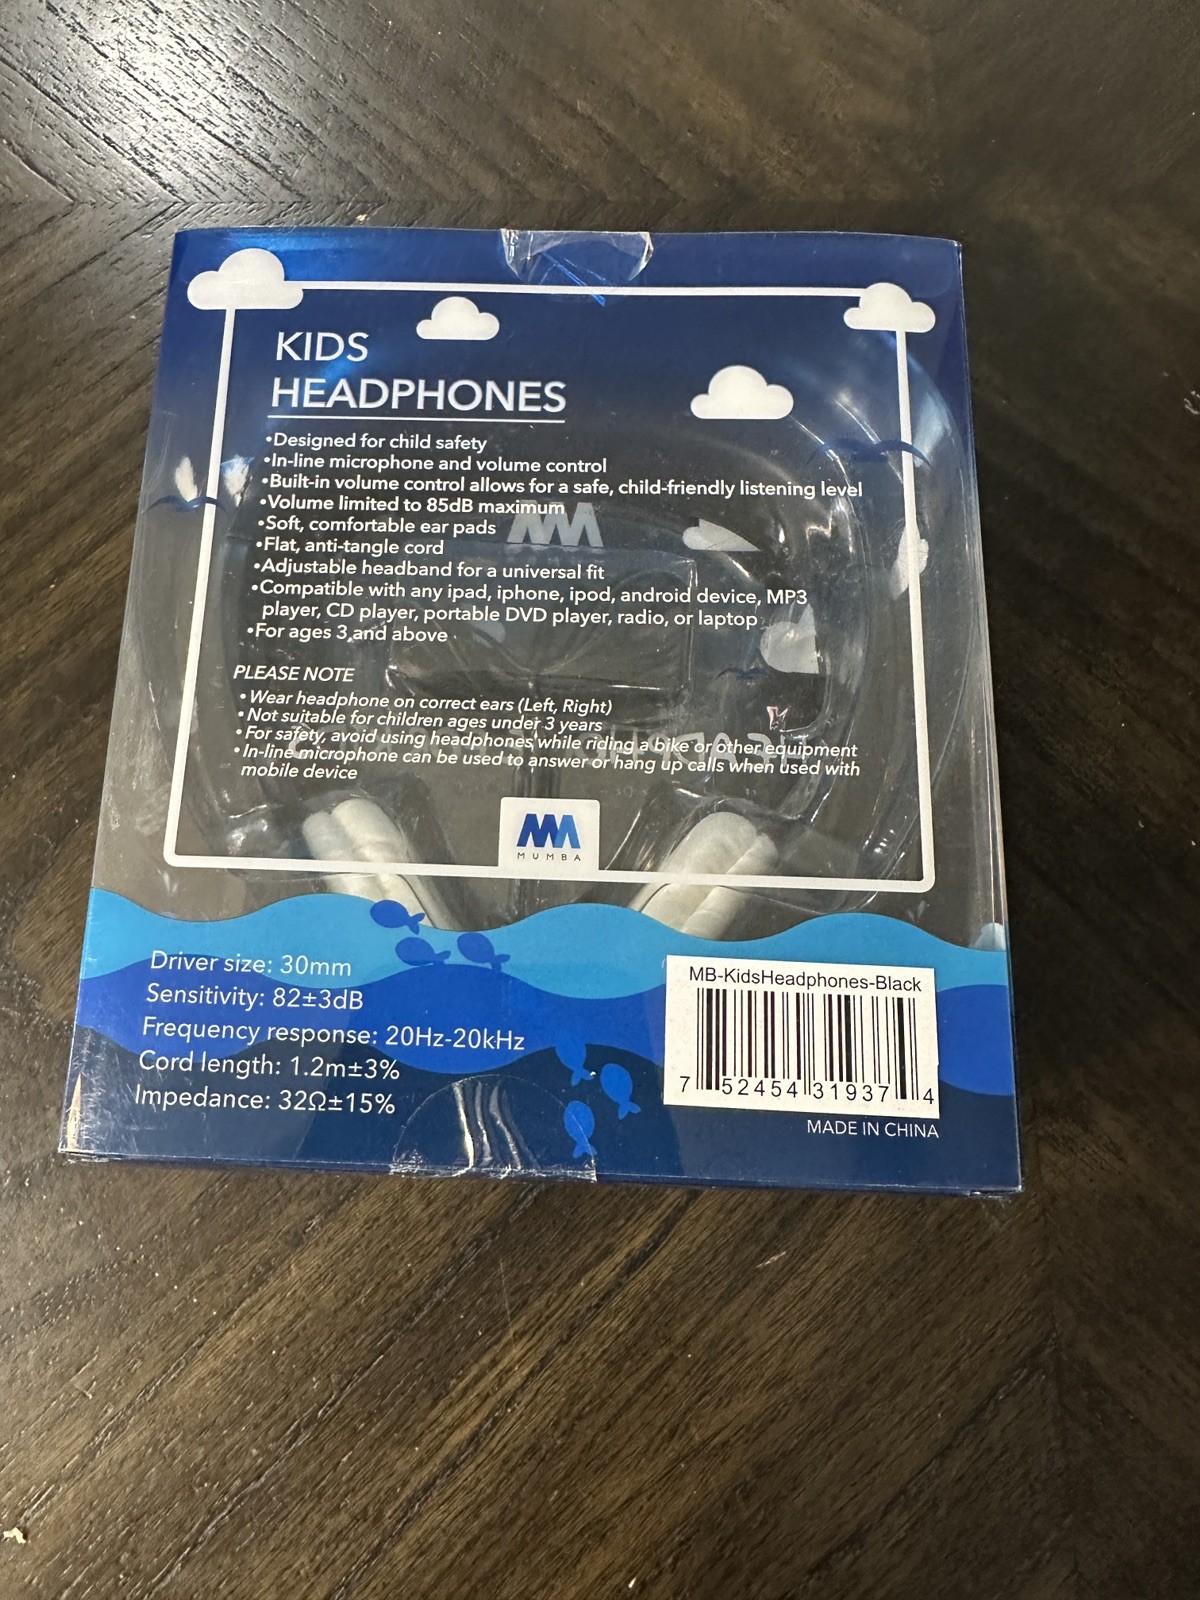 KIDS
HEADPHONES
•Designed for child safety
•In-line microphone and volume control
•Built-in volume control allows for a safe, child-friendly listening level
•Volume limited to 85dB maximum
•Soft, comfortable ear pads
•Flat, anti-tangle cord
•Adjustable headband for a universal fit
•Compatible with any ipad, iphone, ipod, android device, MP3
player, CD player, portable DVD player, radio, or laptop
•For ages 3 and above
PLEASE NOTE
•Wear headphone on correct ears (Left, Right)
•Not suitable for children ages under 3 years
•For safety, avoid using headphones while riding a bike or other equipment
•In-line microphone can be used to answer or hang up calls when used with
mobile device
MUMBA
Driver size: 30mm
Sensitivity: 82±3dB
Frequency response: 20Hz-20kHz
Cord length: 1.2m±3%
Impedance: 32Ω±15%
MB-KidsHeadphones-Black
7 52454 31937 4
MADE IN CHINA